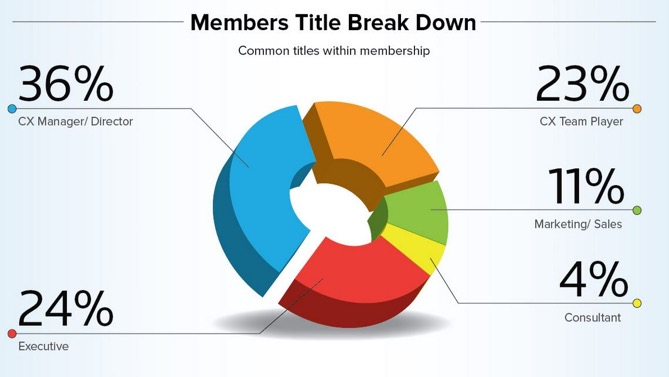 Members Title Break Down
Common titles within membership
36%
CX Manager/ Director
24%
Executive
23%
CX Team Player
11%
Marketing/ Sales
4%
Consultant